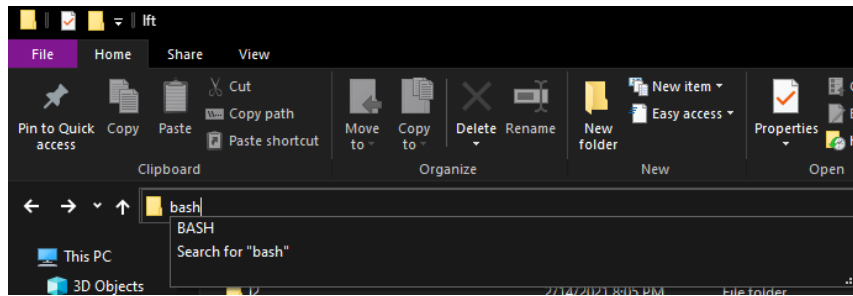 lft
File Home Share View
Pin to Quick access
Copy
Paste
Cut
Copy path
Paste shortcut
Clipboard
Move to
Copy to
Delete
Rename
Organize
New folder
New item
Easy access
New
Properties
Open
bash
BASH
Search for "bash"
This PC
3D Objects
2/14/2021 8:05 PM File folder